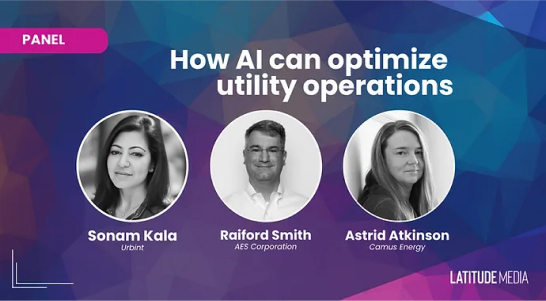 PANEL
How AI can optimize
utility operations
Sonam Kala
Urbint
Raiford Smith
AES Corporation
Astrid Atkinson
Camus Energy
LATITUDE MEDIA